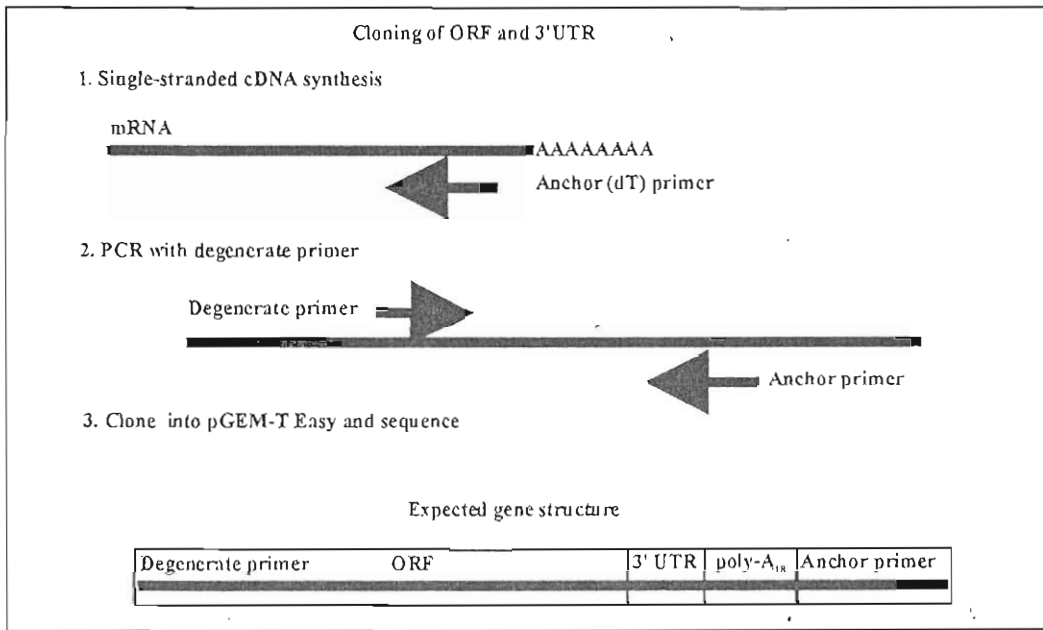 Cloning of ORF and 3'UTR
1. Single-stranded cDNA synthesis
mRNA
AAAAAAAA
Anchor (dT) primer
2. PCR with degenerate primer
Degenerate primer
Anchor primer
3. Clone into pGEM-T Easy and sequence
Expected gene structure
Degenerate primer ORF 3' UTR poly-A₁₈ Anchor primer